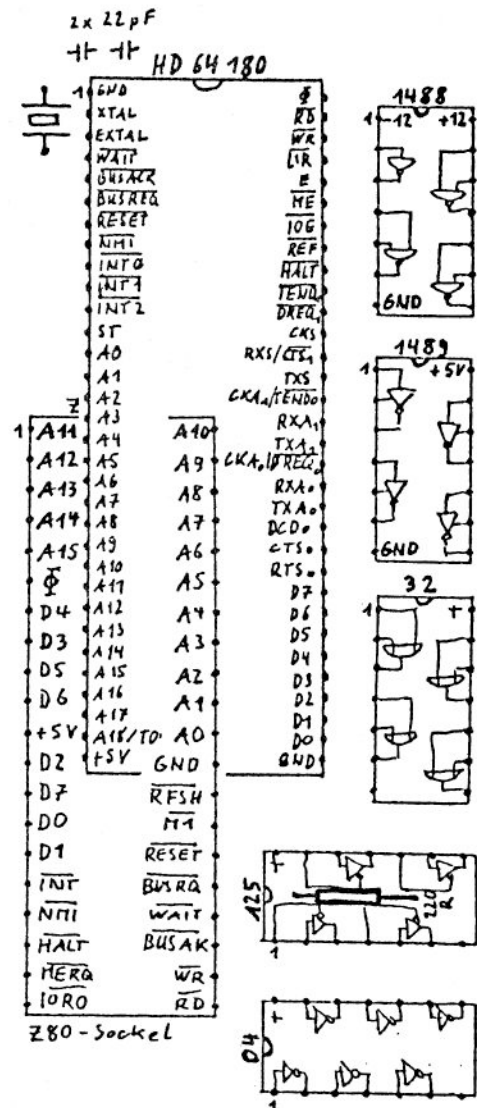 2x 22pF
HD 64 180
1 GND
XTAL
EXTAL
WAIT
BUSACK
BUSREQ
RESET
NMI
INT0
INT1
INT2
ST
A0
A1
A2
A3
A4
A5
A6
A7
A8
A9
A10
A11
A12
A13
A14
A15
A16
A17
A18/TO
+5V
Φ
RD
WR
LIR
E
ME
IOE
REF
HALT
TEND1
DREQ1
CKS
RXS/CTS1
TXS
CKA1/TEND0
RXA1
TXA1
CKA0/DREQ0
RXA0
TXA0
DCD0
CTS0
RTS0
D7
D6
D5
D4
D3
D2
D1
D0
GND
1 A11
A12
A13
A14
A15
Φ
D4
D3
D5
D6
+5V
D2
D7
D0
D1
INT
NMI
HALT
MERQ
IORQ
A10
A9
A8
A7
A6
A5
A4
A3
A2
A1
A0
GND
RFSH
M1
RESET
BUSRQ
WAIT
BUSAK
WR
RD
Z80-Sockel
1488
1 -12 +12
GND
1489
1 +5V
GND
32
1 +
125
+
220
R
1
04
+
1